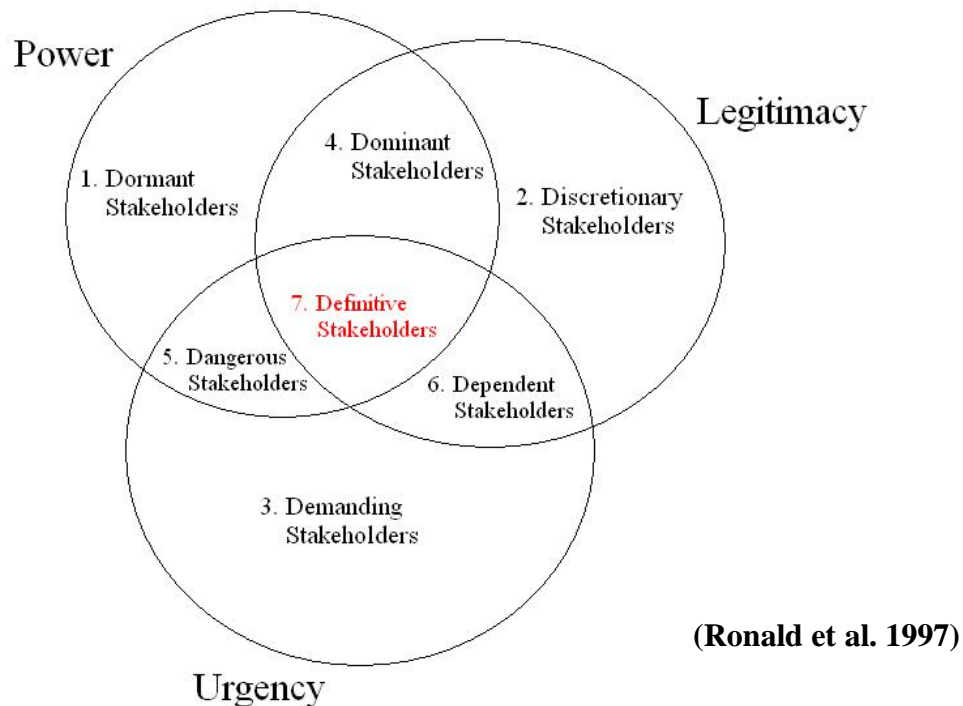 Power
Legitimacy
4. Dominant
Stakeholders
1. Dormant
Stakeholders
2. Discretionary
Stakeholders
7. Definitive
Stakeholders
5. Dangerous
Stakeholders
6. Dependent
Stakeholders
3. Demanding
Stakeholders
(Ronald et al. 1997)
Urgency